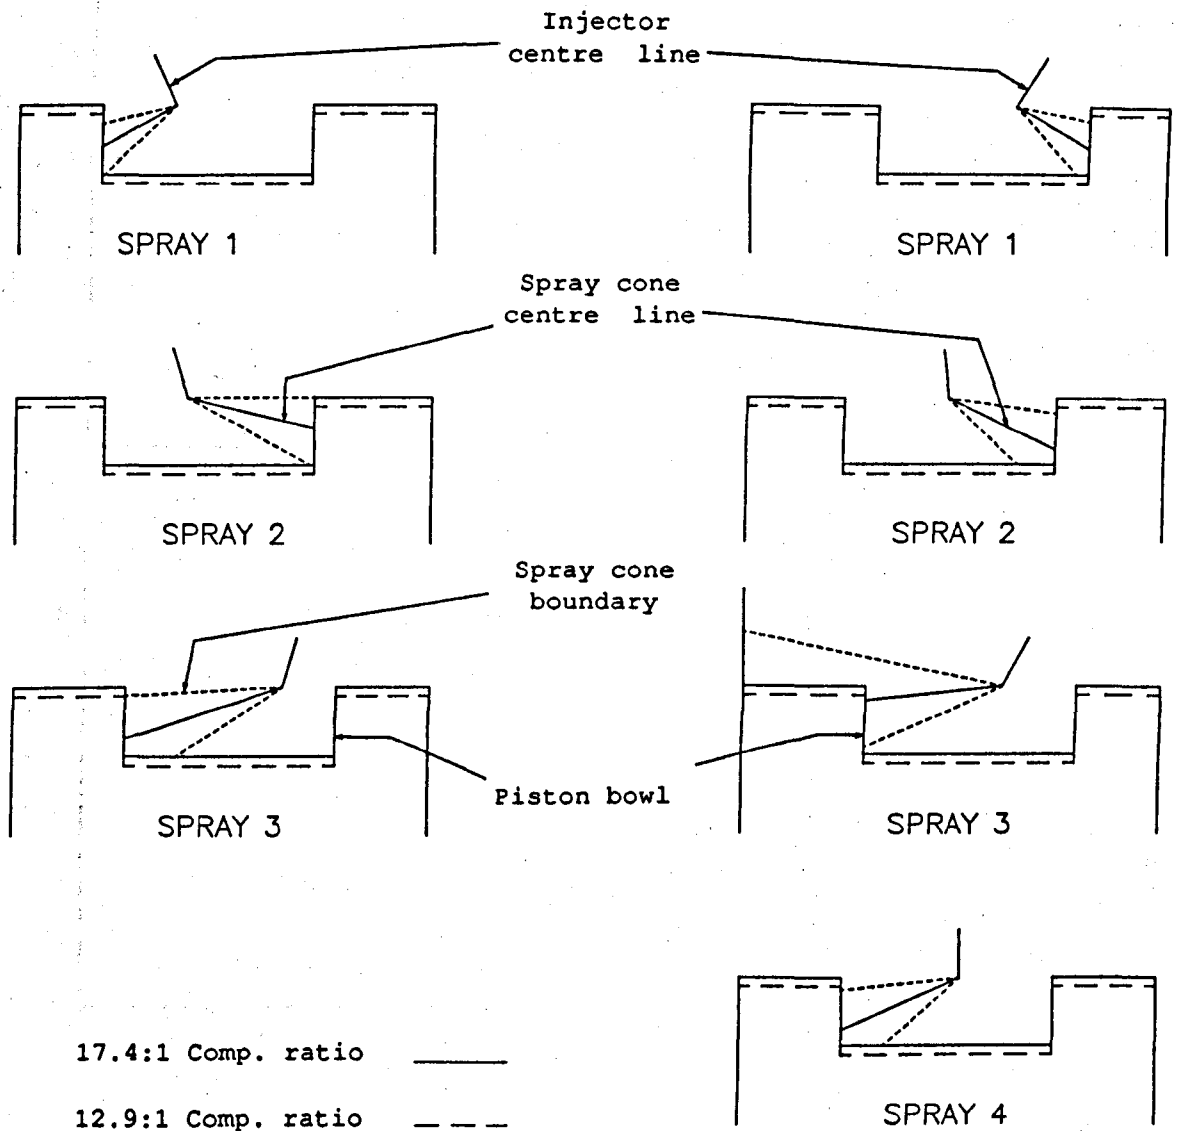 Injector
centre line
SPRAY 1
SPRAY 1
Spray cone
centre line
SPRAY 2
SPRAY 2
Spray cone
boundary
Piston bowl
SPRAY 3
SPRAY 3
17.4:1 Comp. ratio
12.9:1 Comp. ratio
SPRAY 4